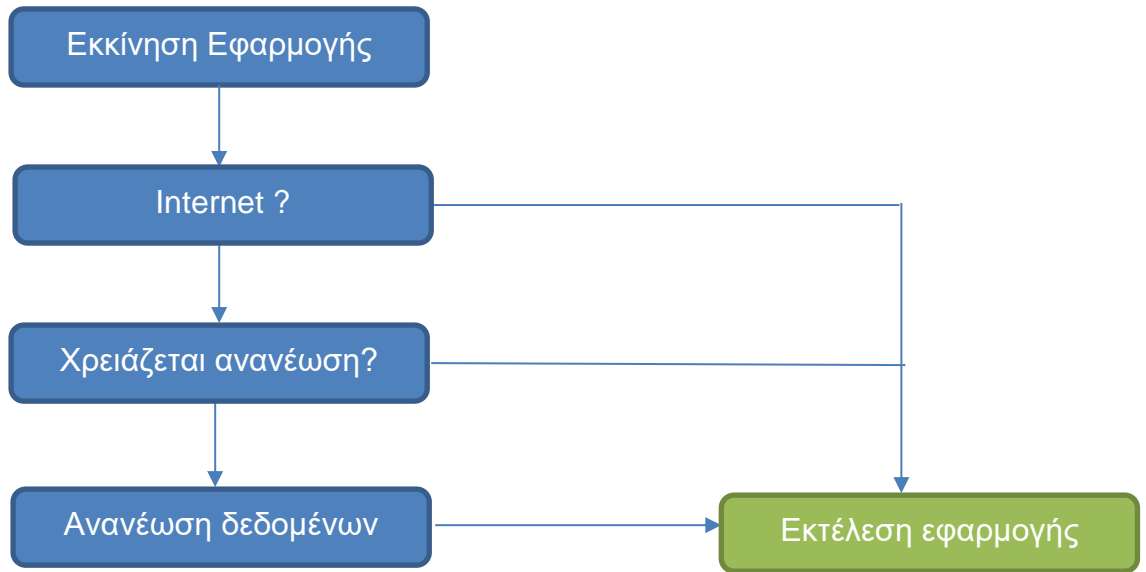 Εκκίνηση Εφαρμογής
Internet ?
Χρειάζεται ανανέωση?
Ανανέωση δεδομένων
Εκτέλεση εφαρμογής